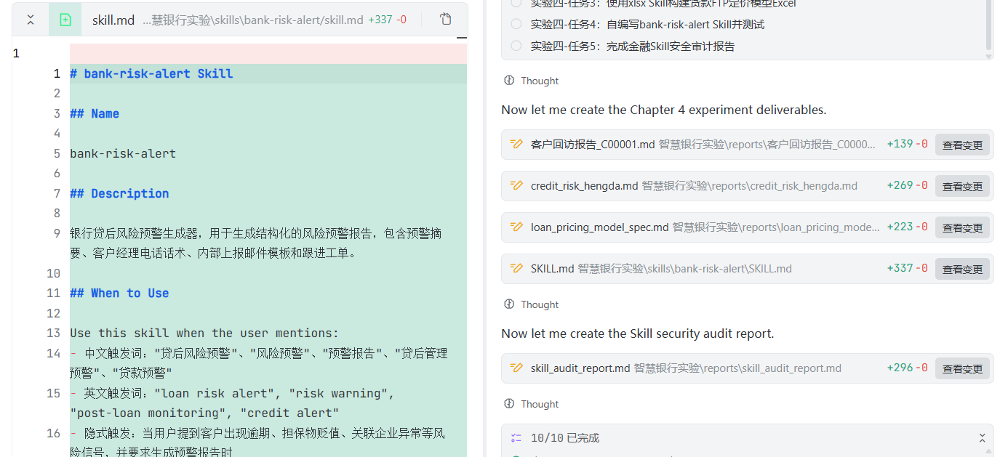 skill.md ...慧银行实验\skills\bank-risk-alert/skill.md +337 -0
1
1 # bank-risk-alert Skill
2
3 ## Name
4
5 bank-risk-alert
6
7 ## Description
8
9 银行贷后风险预警生成器，用于生成结构化的风险预警报告，包含预警摘
要、客户经理电话话术、内部上报邮件模板和跟进工单。
10
11 ## When to Use
12
13 Use this skill when the user mentions:
14 - 中文触发词："贷后风险预警"、"风险预警"、"预警报告"、"贷后管理
预警"、"贷款预警"
15 - 英文触发词："loan risk alert", "risk warning",
"post-loan monitoring", "credit alert"
16 - 隐式触发：当用户提到客户出现逾期、担保物贬值、关联企业异常等风
险信号，并要求生成预警报告时
实验四-任务3：使用xlsx Skill构建贷款FTP定价模型Excel
实验四-任务4：自编写bank-risk-alert Skill并测试
实验四-任务5：完成金融Skill安全审计报告
Thought
Now let me create the Chapter 4 experiment deliverables.
客户回访报告_C00001.md 智慧银行实验\reports\客户回访报告_C0000... +139 -0 查看变更
credit_risk_hengda.md 智慧银行实验\reports\credit_risk_hengda.md +269 -0 查看变更
loan_pricing_model_spec.md 智慧银行实验\reports\loan_pricing_mode... +223 -0 查看变更
SKILL.md 智慧银行实验\skills\bank-risk-alert\SKILL.md +337 -0 查看变更
Thought
Now let me create the Skill security audit report.
skill_audit_report.md 智慧银行实验\reports\skill_audit_report.md +296 -0 查看变更
Thought
10/10 已完成